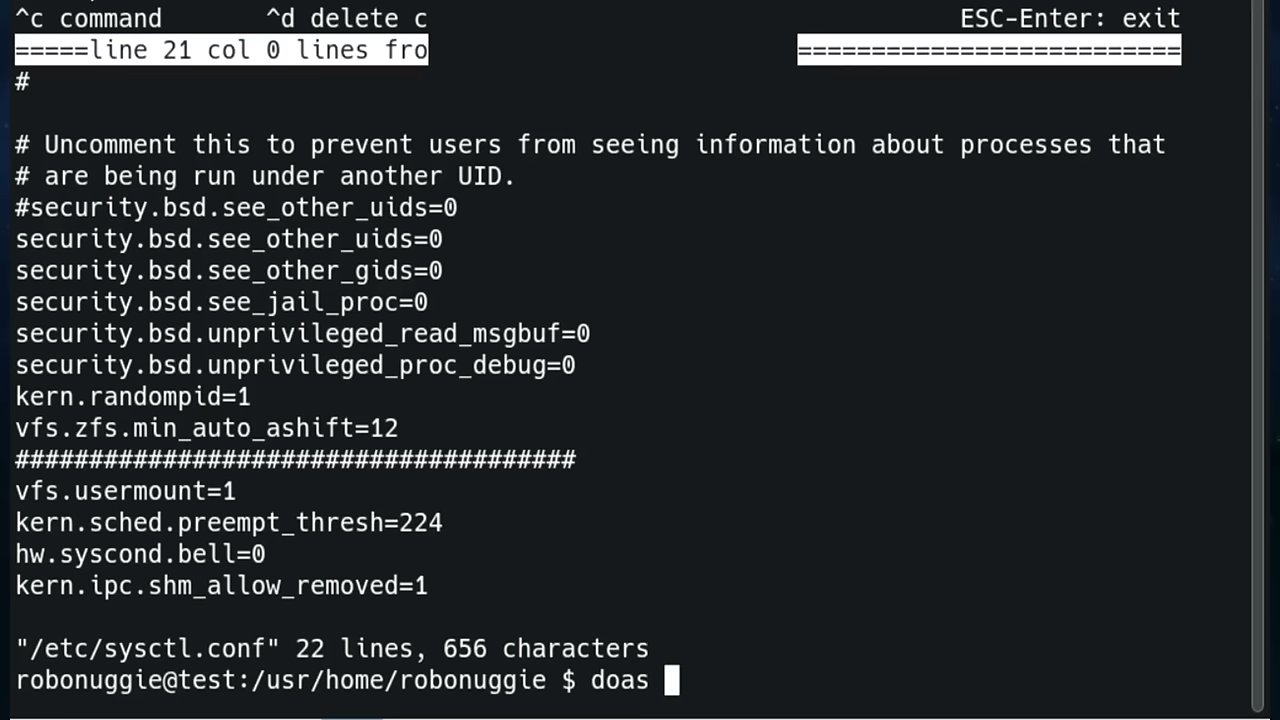 ^c command ^d delete c ESC-Enter: exit
=====line 21 col 0 lines fro ==========================
#
# Uncomment this to prevent users from seeing information about processes that
# are being run under another UID.
#security.bsd.see_other_uids=0
security.bsd.see_other_uids=0
security.bsd.see_other_gids=0
security.bsd.see_jail_proc=0
security.bsd.unprivileged_read_msgbuf=0
security.bsd.unprivileged_proc_debug=0
kern.randompid=1
vfs.zfs.min_auto_ashift=12
######################################
vfs.usermount=1
kern.sched.preempt_thresh=224
hw.syscond.bell=0
kern.ipc.shm_allow_removed=1
"/etc/sysctl.conf" 22 lines, 656 characters
robonuggie@test:/usr/home/robonuggie $ doas